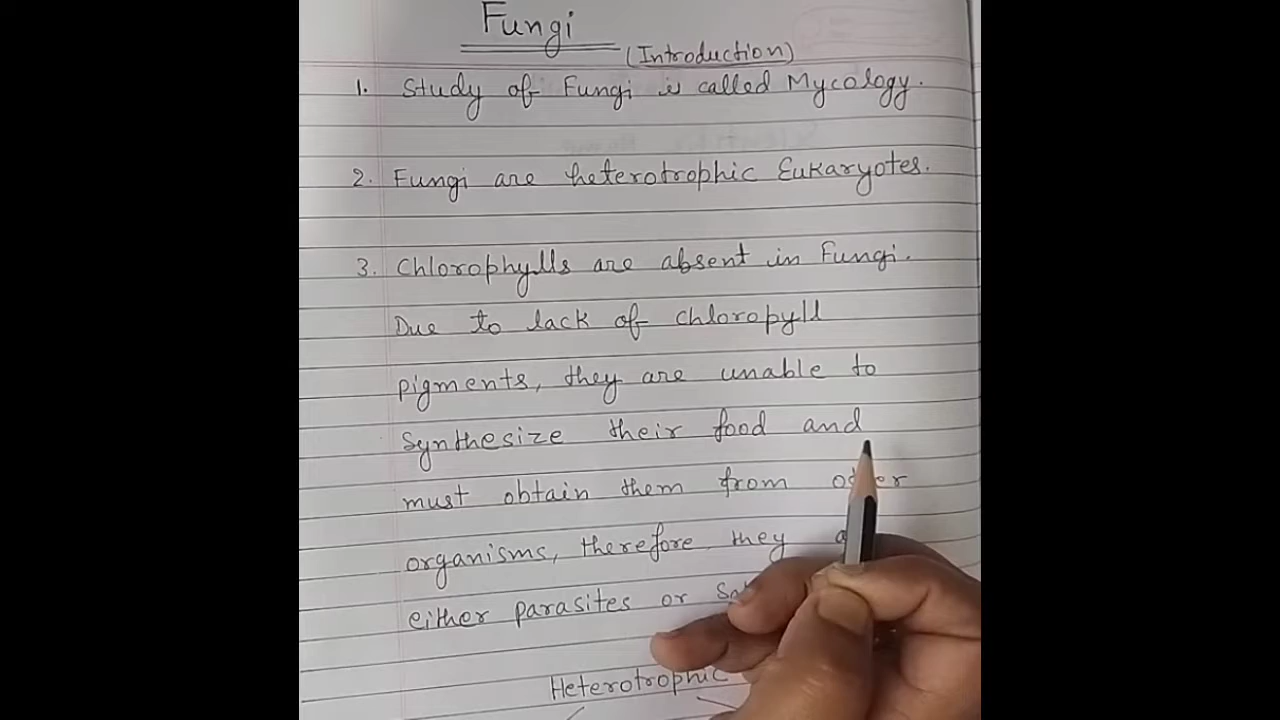 Fungi
(Introduction)
1. Study of Fungi is called Mycology.
2. Fungi are heterotrophic Eukaryotes.
3. Chlorophylls are absent in Fungi.
Due to lack of chloropyll
pigments, they are unable to
synthesize their food and
must obtain them from
organisms, therefore they
either parasites or
Heterotrophic